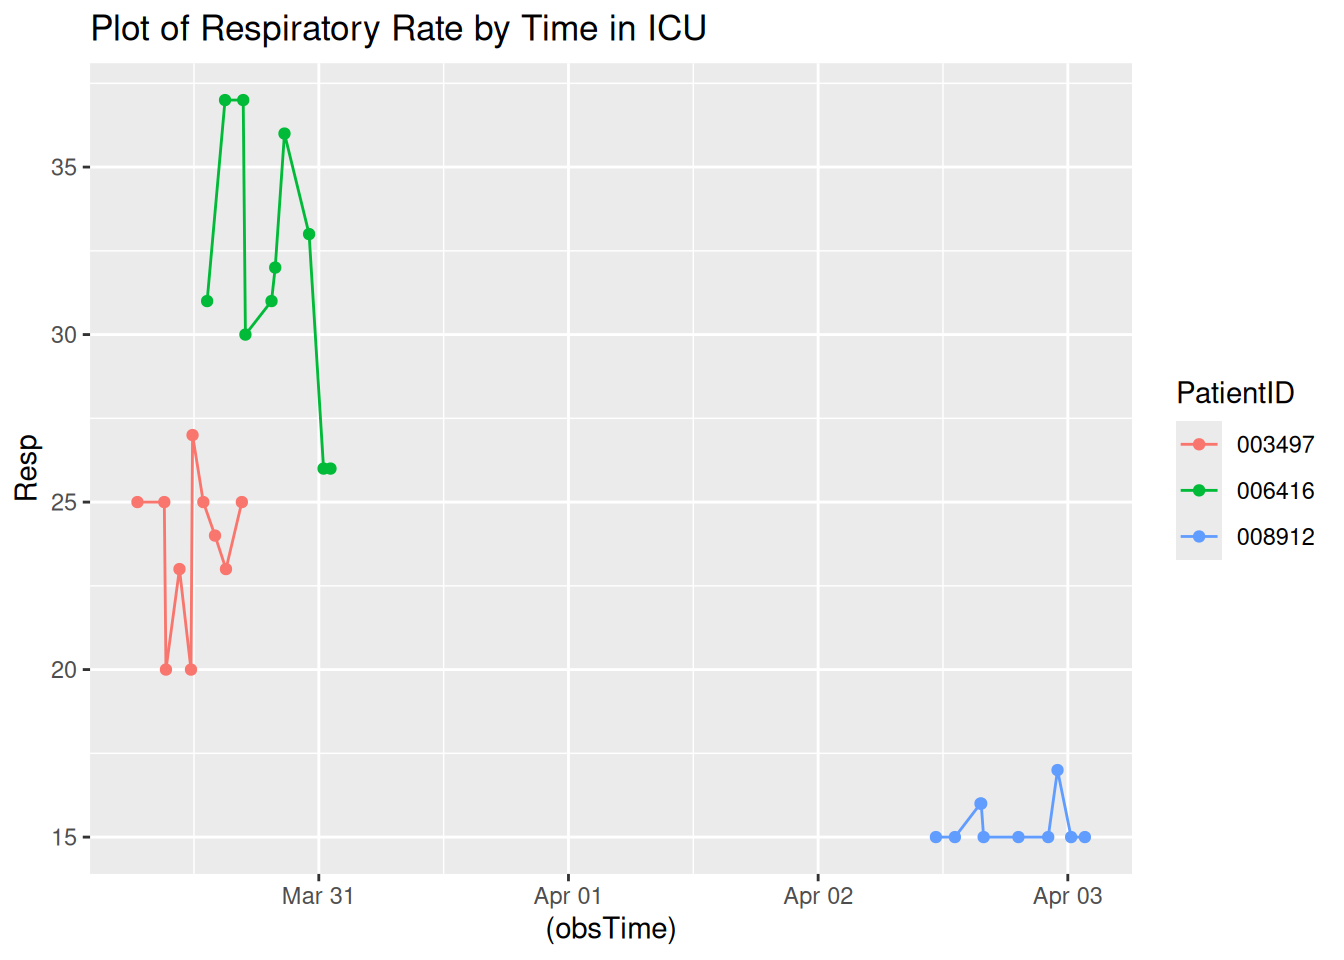 Plot of Respiratory Rate by Time in ICU
Resp
35
30
25
20
15
Mar 31 Apr 01 Apr 02 Apr 03
(obsTime)
PatientID
003497
006416
008912